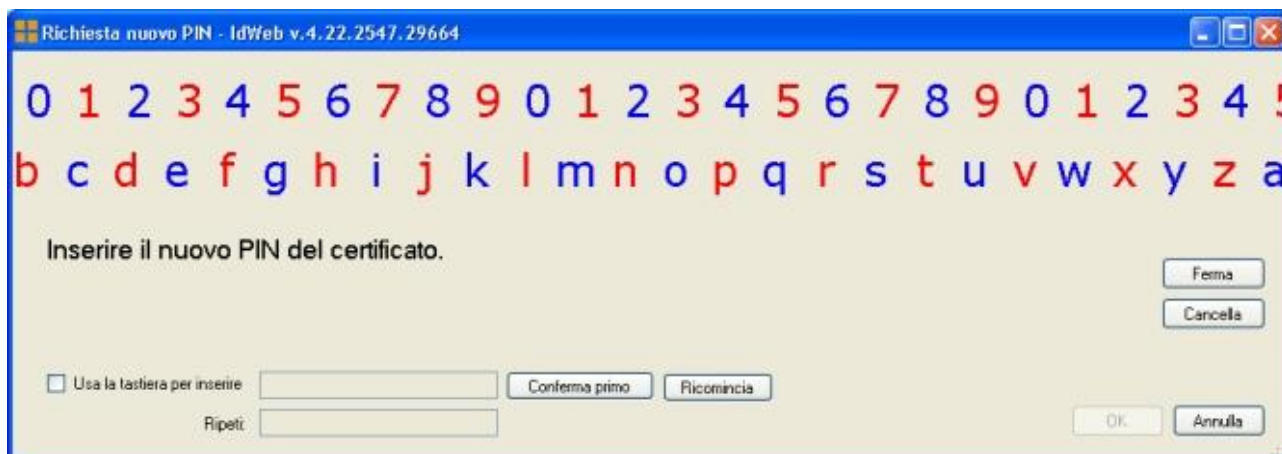 Richiesta nuovo PIN - IdWeb v.4.22.2547.29664
0 1 2 3 4 5 6 7 8 9 0 1 2 3 4 5 6 7 8 9 0 1 2 3 4 5
b c d e f g h i j k l m n o p q r s t u v w x y z a
Inserire il nuovo PIN del certificato.
Ferma
Cancella
Usa la tastiera per inserire Conferma primo Ricomincia
Ripeti: OK Annulla